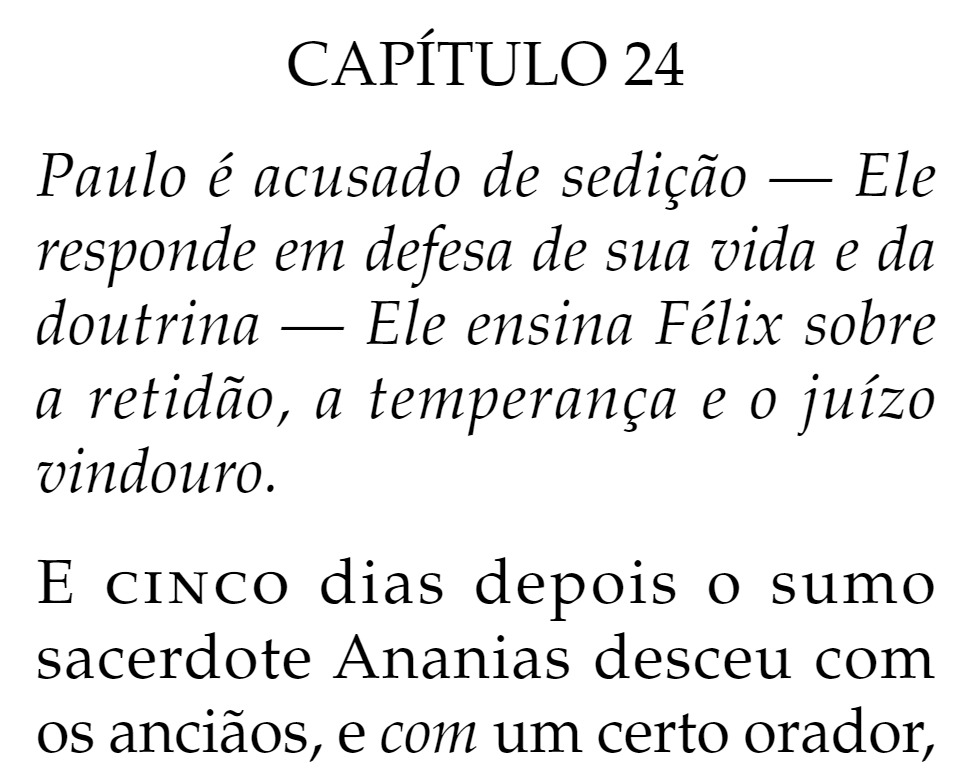 CAPÍTULO 24
Paulo é acusado de sedição — Ele
responde em defesa de sua vida e da
doutrina — Ele ensina Félix sobre
a retidão, a temperança e o juízo
vindouro.
E CINCO dias depois o sumo
sacerdote Ananias desceu com
os anciãos, e com um certo orador,